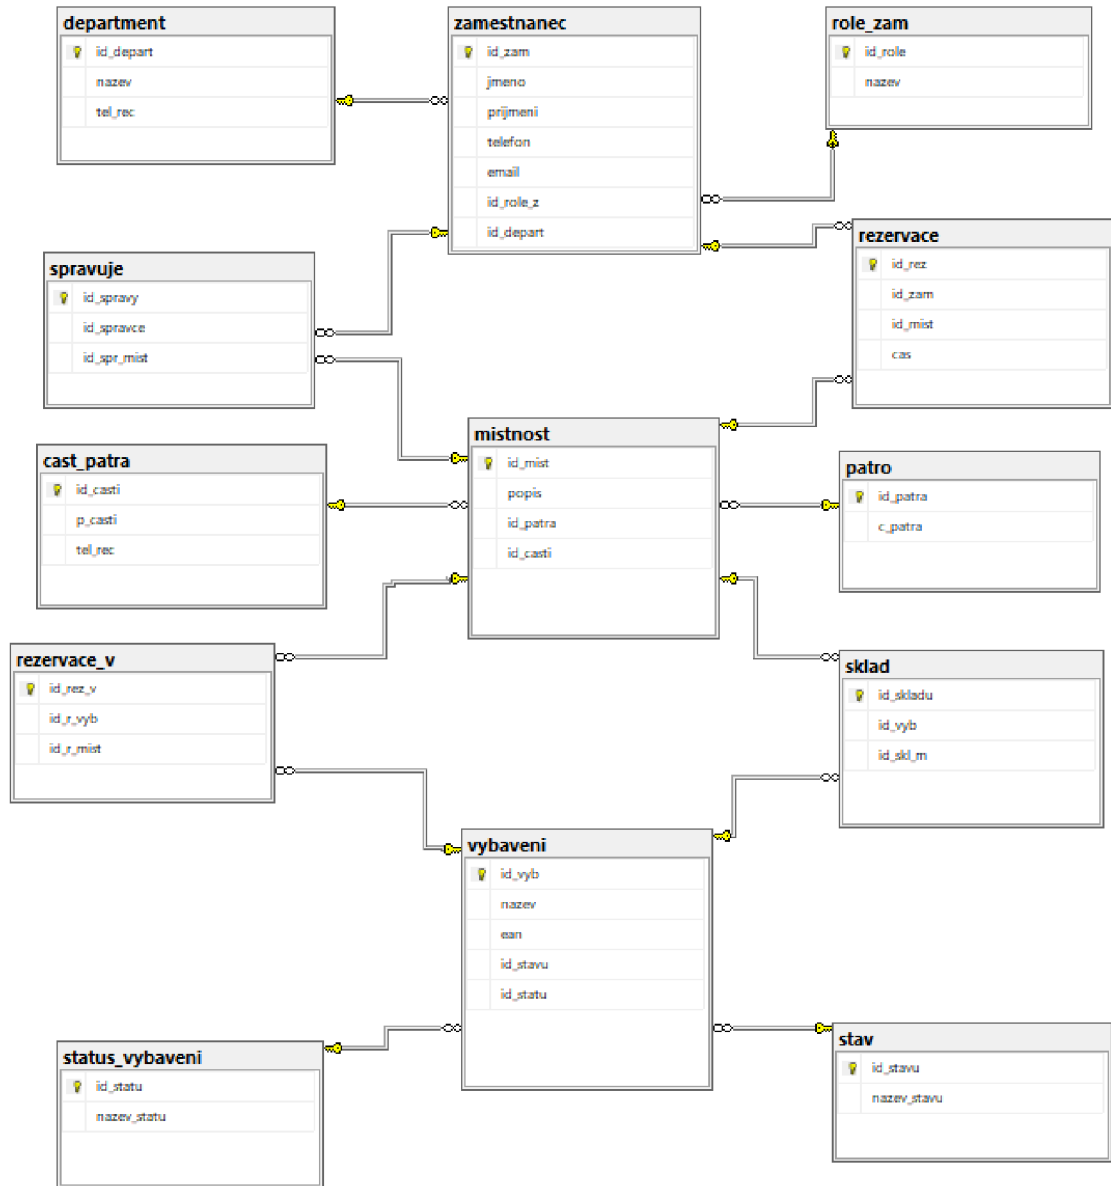 department
id_depart
nazev
tel_rec
zamestnanec
id_zam
jmeno
prijmeni
telefon
email
id_role_z
id_depart
role_zam
id_role
nazev
spravuje
id_spravy
id_spravce
id_spr_mist
rezervace
id_rez
id_zam
id_mist
cas
cast_patra
id_casti
p_casti
tel_rec
mistnost
id_mist
popis
id_patra
id_casti
patro
id_patra
c_patra
rezervace_v
id_rez_v
id_r_vyb
id_r_mist
sklad
id_skladu
id_vyb
id_skl_m
vybaveni
id_vyb
nazev
ean
id_stavu
id_statu
status_vybaveni
id_statu
nazev_statu
stav
id_stavu
nazev_stavu